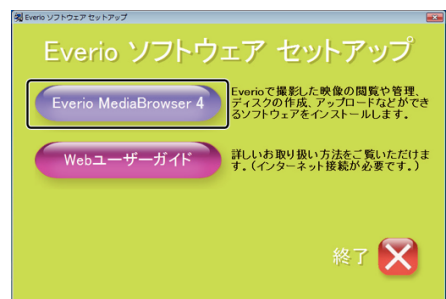 Everio ソフトウェア セットアップ
Everio ソフトウェア セットアップ
Everio MediaBrowser 4
Everioで撮影した映像の閲覧や管理、
ディスクの作成、アップロードなどができ
るソフトウェアをインストールします。
Webユーザーガイド
詳しいお取り扱い方法をご覧いただけま
す。(インターネット接続が必要です。)
終了